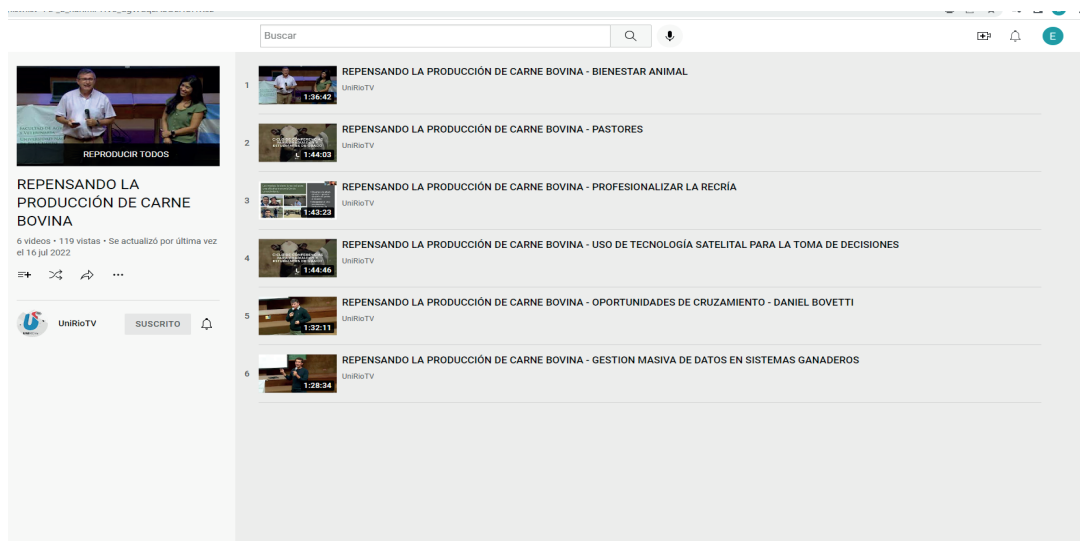 Buscar
E
REPRODUCIR TODOS
REPENSANDO LA
PRODUCCIÓN DE CARNE
BOVINA
6 videos • 119 vistas • Se actualizó por última vez
el 16 jul 2022
UniRioTV
SUSCRITO
1
1:36:42
REPENSANDO LA PRODUCCIÓN DE CARNE BOVINA - BIENESTAR ANIMAL
UniRioTV
2
1:44:03
REPENSANDO LA PRODUCCIÓN DE CARNE BOVINA - PASTORES
UniRioTV
3
1:43:23
REPENSANDO LA PRODUCCIÓN DE CARNE BOVINA - PROFESIONALIZAR LA RECRÍA
UniRioTV
4
1:44:46
REPENSANDO LA PRODUCCIÓN DE CARNE BOVINA - USO DE TECNOLOGÍA SATELITAL PARA LA TOMA DE DECISIONES
UniRioTV
5
1:32:11
REPENSANDO LA PRODUCCIÓN DE CARNE BOVINA - OPORTUNIDADES DE CRUZAMIENTO - DANIEL BOVETTI
UniRioTV
6
1:28:34
REPENSANDO LA PRODUCCIÓN DE CARNE BOVINA - GESTION MASIVA DE DATOS EN SISTEMAS GANADEROS
UniRioTV